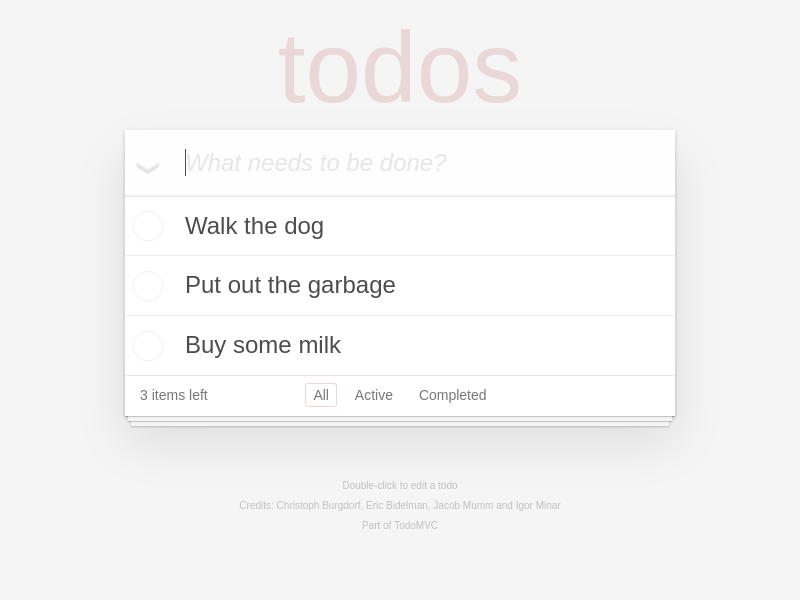 todos
What needs to be done?
Walk the dog
Put out the garbage
Buy some milk
3 items left All Active Completed
Double-click to edit a todo
Credits: Christoph Burgdorf, Eric Bidelman, Jacob Mumm and Igor Minar
Part of TodoMVC